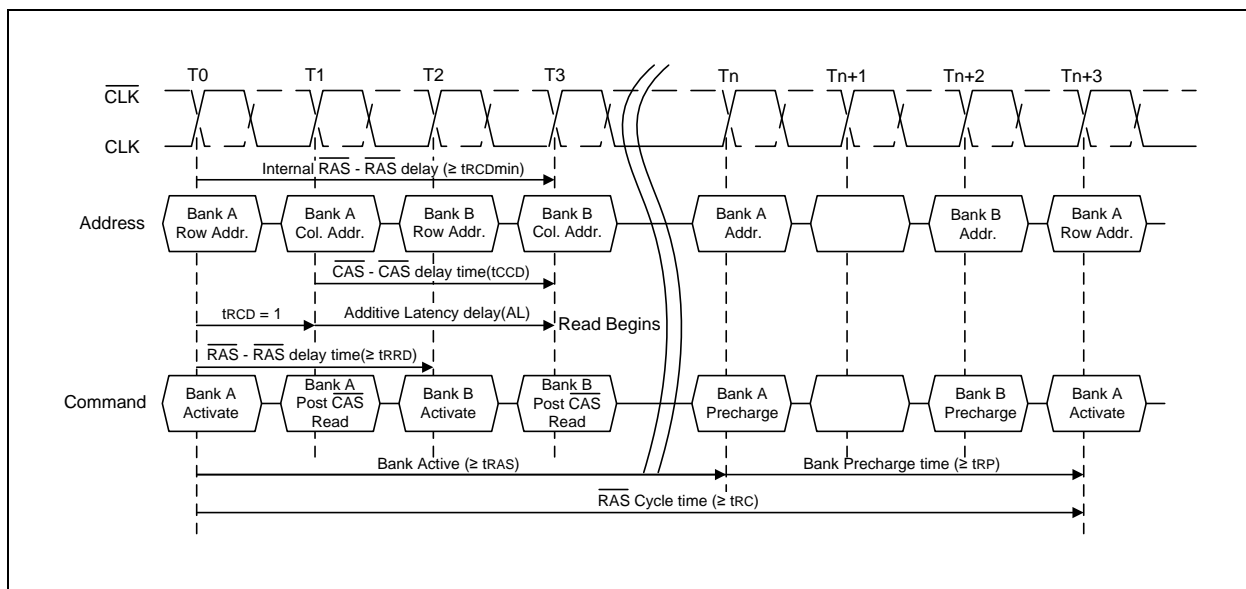 T0 T1 T2 T3 Tn Tn+1 Tn+2 Tn+3
CLK
CLK
Internal RAS - RAS delay (≥ tRCDmin)
Address
Bank A
Row Addr.
Bank A
Col. Addr.
Bank B
Row Addr.
Bank B
Col. Addr.
Bank A
Addr.
Bank B
Addr.
Bank A
Row Addr.
CAS - CAS delay time(tCCD)
tRCD = 1
Additive Latency delay(AL)
Read Begins
RAS - RAS delay time(≥ tRRD)
Command
Bank A
Activate
Bank A
Post CAS
Read
Bank B
Activate
Bank B
Post CAS
Read
Bank A
Precharge
Bank B
Precharge
Bank A
Activate
Bank Active (≥ tRAS)
Bank Precharge time (≥ tRP)
RAS Cycle time (≥ tRC)